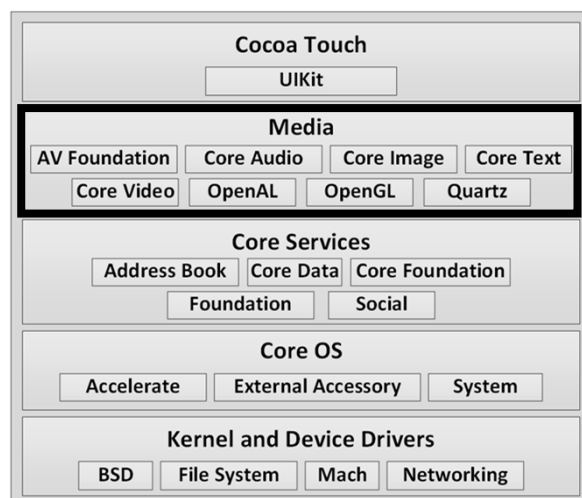 Cocoa Touch
UIKit
Media
AV Foundation Core Audio Core Image Core Text
Core Video OpenAL OpenGL Quartz
Core Services
Address Book Core Data Core Foundation
Foundation Social
Core OS
Accelerate External Accessory System
Kernel and Device Drivers
BSD File System Mach Networking